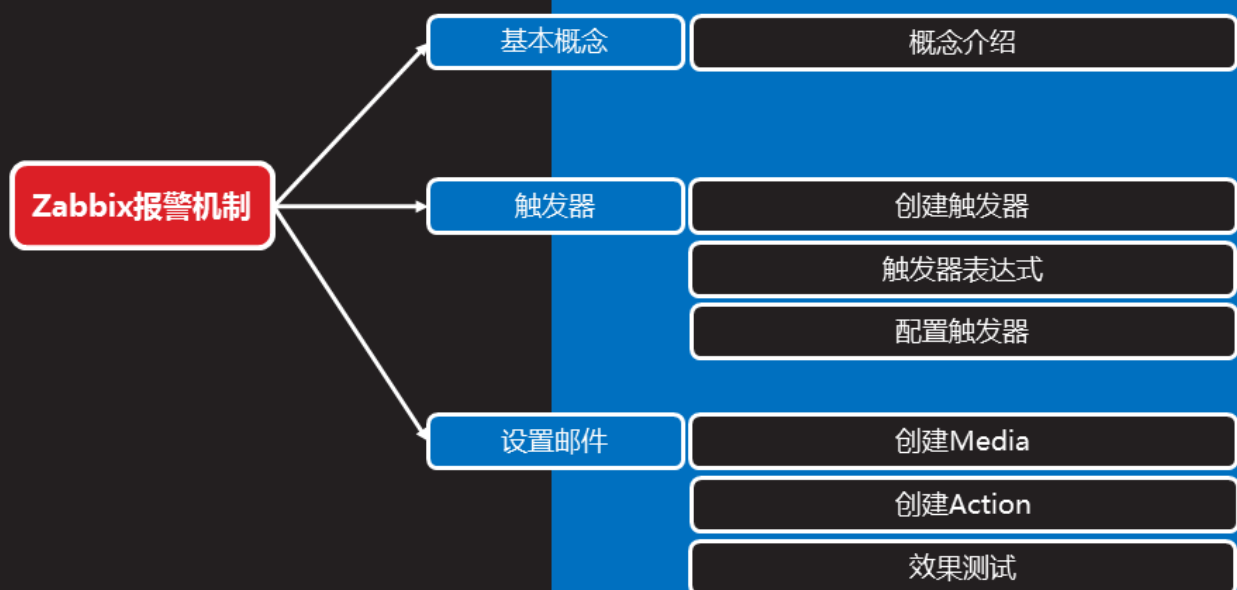 Zabbix报警机制
基本概念
概念介绍
触发器
创建触发器
触发器表达式
配置触发器
设置邮件
创建Media
创建Action
效果测试